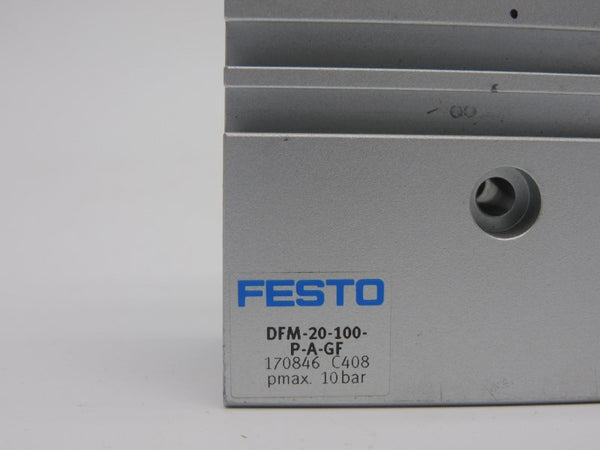 FESTO
DFM-20-100-
P-A-GF
170846 C408
pmax. 10bar